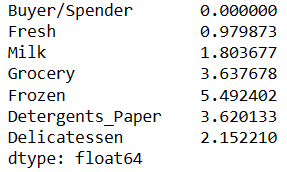 Buyer/Spender 0.000000
Fresh 0.979873
Milk 1.803677
Grocery 3.637678
Frozen 5.492402
Detergents_Paper 3.620133
Delicatessen 2.152210
dtype: float64